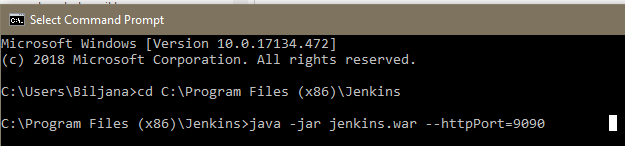 Select Command Prompt
Microsoft Windows [Version 10.0.17134.472]
(c) 2018 Microsoft Corporation. All rights reserved.
C:\Users\Biljana>cd C:\Program Files (x86)\Jenkins
C:\Program Files (x86)\Jenkins>java -jar jenkins.war --httpPort=9090